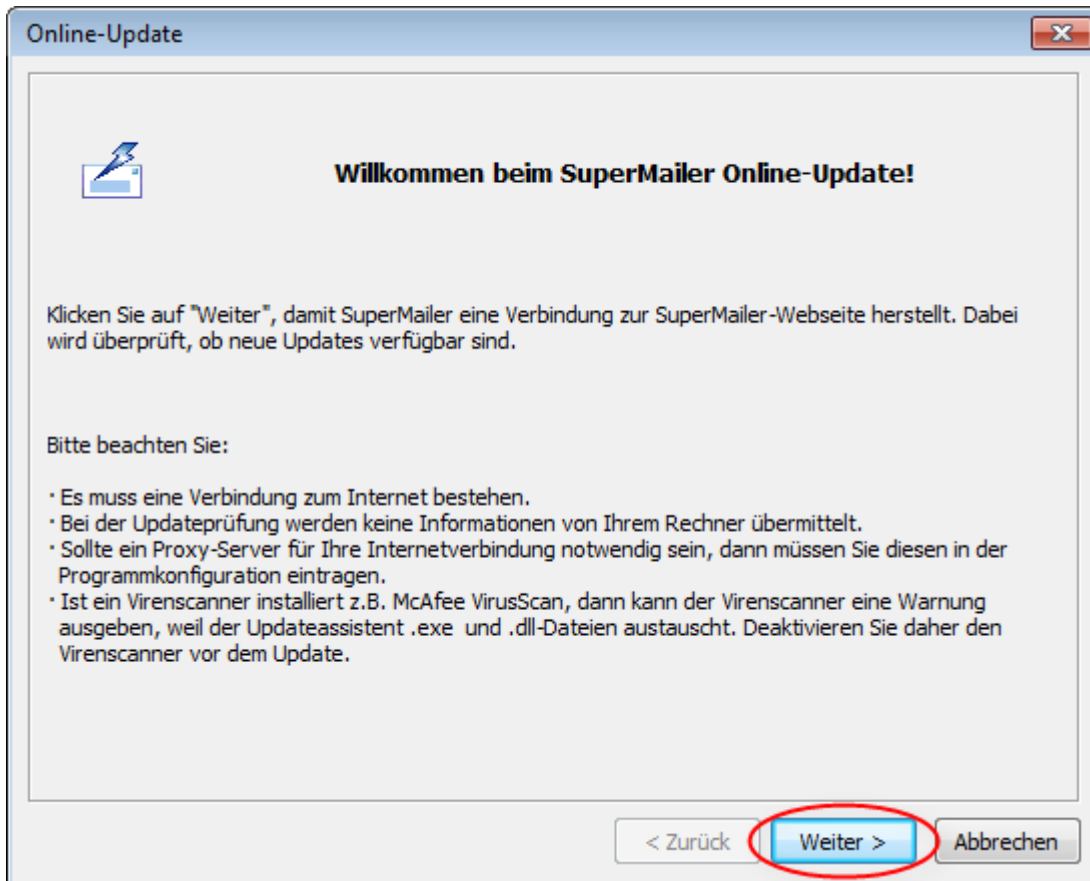 Online-Update
Willkommen beim SuperMailer Online-Update!
Klicken Sie auf "Weiter", damit SuperMailer eine Verbindung zur SuperMailer-Webseite herstellt. Dabei
wird überprüft, ob neue Updates verfügbar sind.
Bitte beachten Sie:
· Es muss eine Verbindung zum Internet bestehen.
· Bei der Updateprüfung werden keine Informationen von Ihrem Rechner übermittelt.
· Sollte ein Proxy-Server für Ihre Internetverbindung notwendig sein, dann müssen Sie diesen in der
Programmkonfiguration eintragen.
· Ist ein Virenscanner installiert z.B. McAfee VirusScan, dann kann der Virenscanner eine Warnung
ausgeben, weil der Updateassistent .exe und .dll-Dateien austauscht. Deaktivieren Sie daher den
Virenscanner vor dem Update.
< Zurück Weiter > Abbrechen